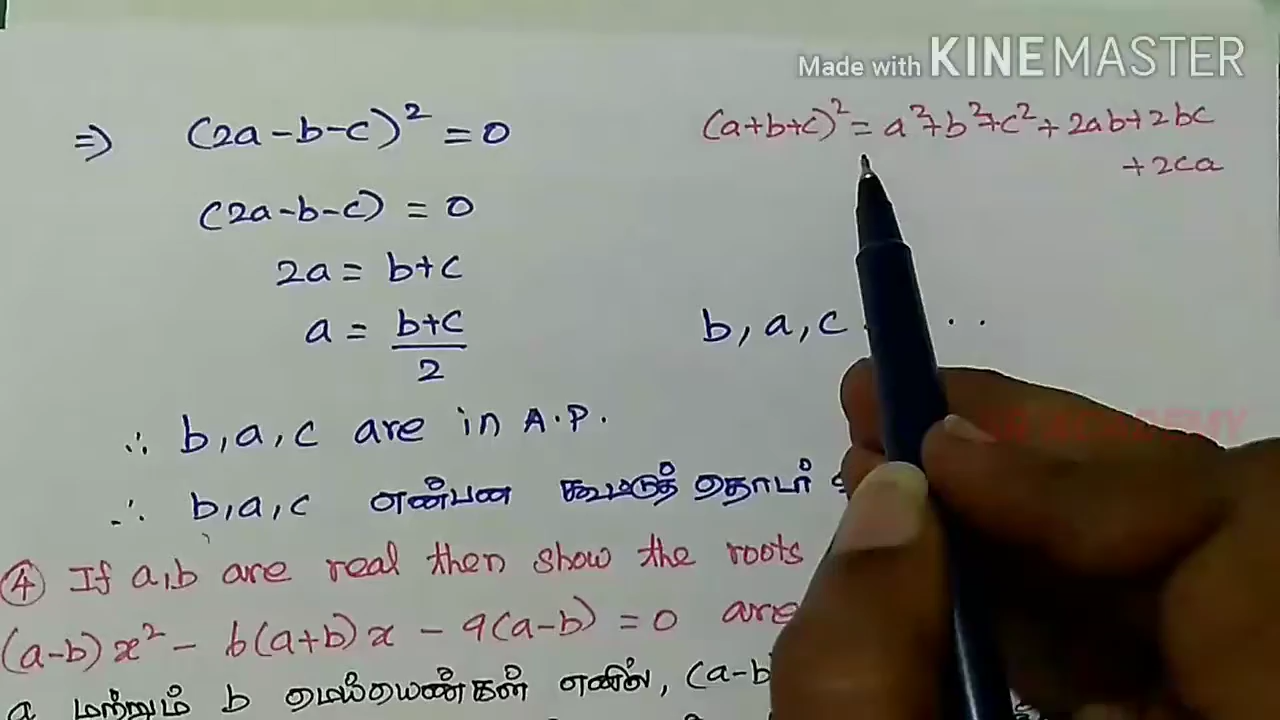 Made with KINEMASTER
⇒ (2a-b-c)² = 0
(a+b+c)² = a²+b²+c²+2ab+2bc
+2ca
(2a-b-c) = 0
2a = b+c
a = b+c
2
b, a, c . . .
∴ b, a, c are in A.P.
∴ b, a, c என்பன கூட்டுத் தொடர்
④ If a, b are real then show the roots
(a-b)x² - 6(a+b)x - 9(a-b) = 0 are
a மற்றும் b மெய்யெண்கள் எனில், (a-b